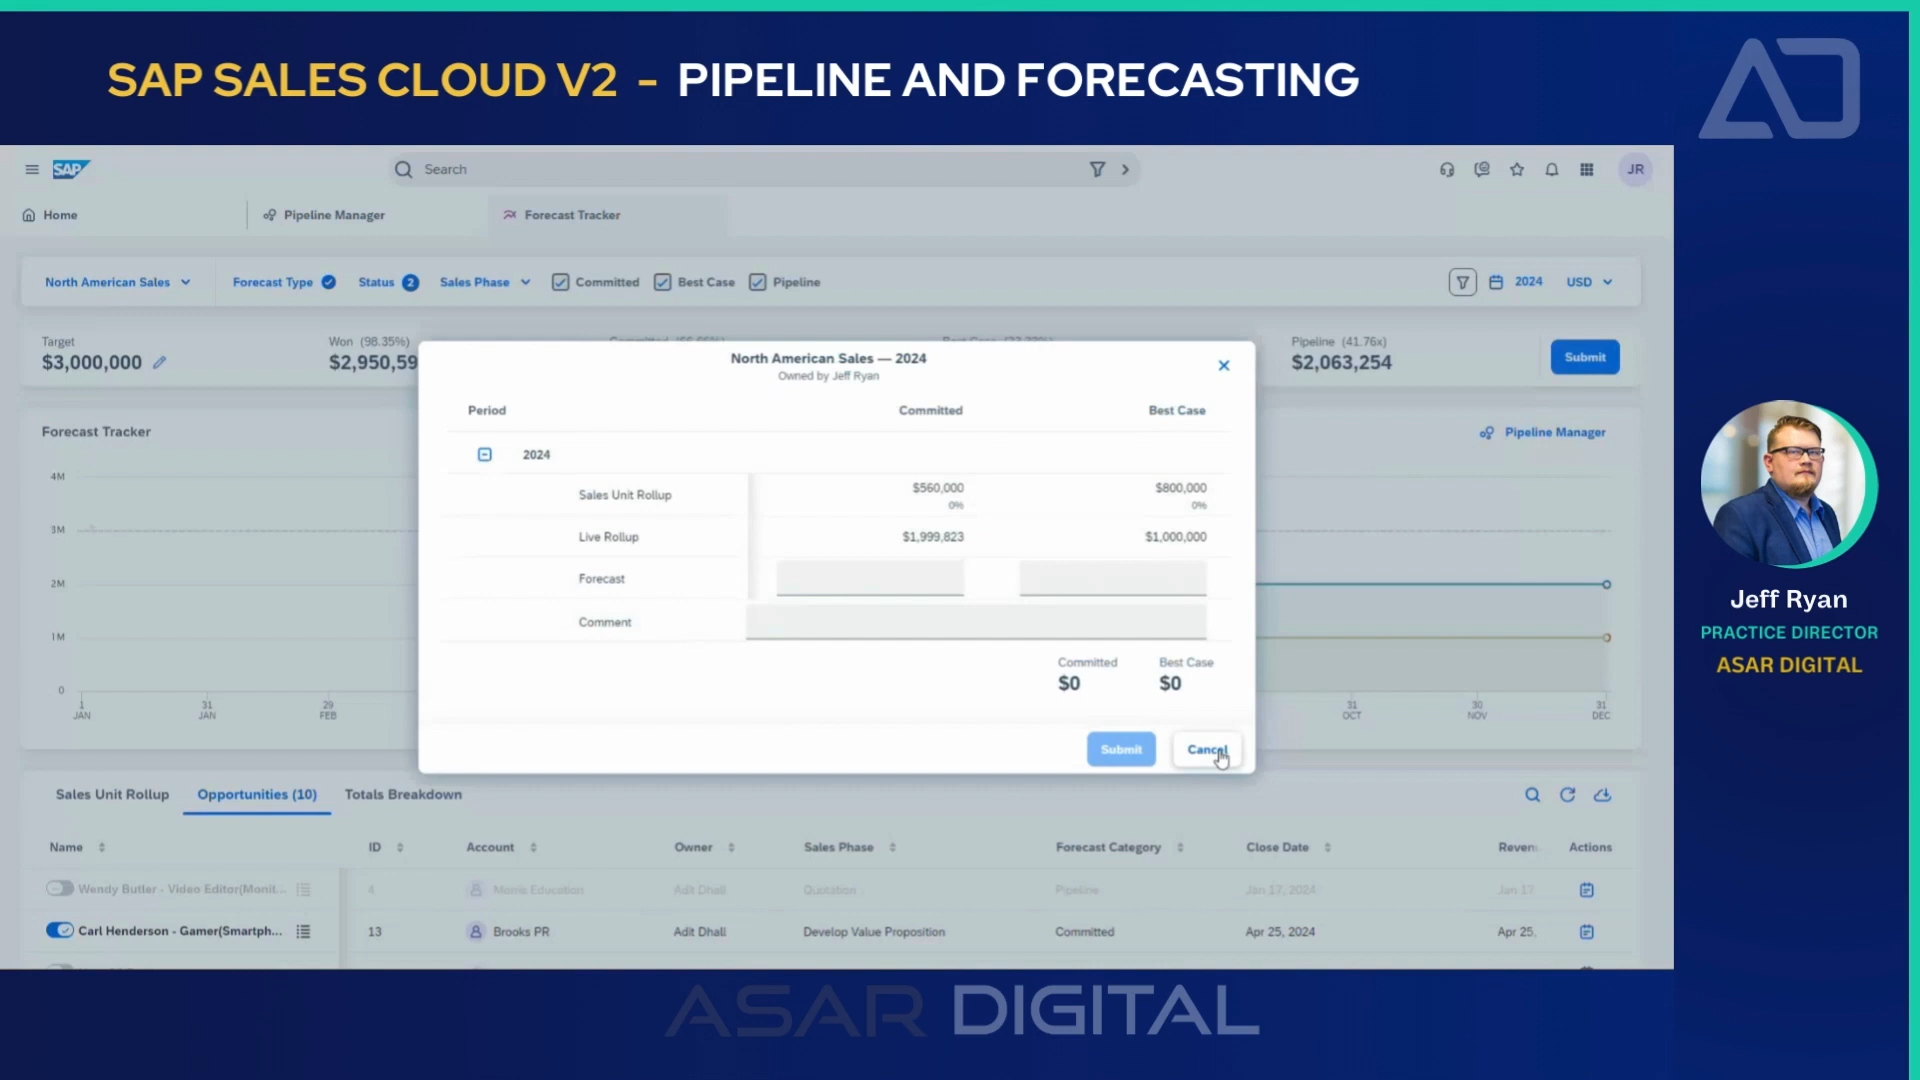 SAP SALES CLOUD V2 - PIPELINE AND FORECASTING
SAP
Search
JR
Home
Pipeline Manager
Forecast Tracker
North American Sales
Forecast Type
Status 2
Sales Phase
Committed
Best Case
Pipeline
2024
USD
Target
$3,000,000
Won (98.35%)
$2,950,59
Pipeline (41.76x)
$2,063,254
Submit
Forecast Tracker
Pipeline Manager
4M
3M
2M
1M
0
1 JAN
31 JAN
29 FEB
31 OCT
30 NOV
31 DEC
North American Sales — 2024
Owned by Jeff Ryan
Period
Committed
Best Case
2024
Sales Unit Rollup
$560,000
0%
$800,000
0%
Live Rollup
$1,999,823
$1,000,000
Forecast
Comment
Committed
$0
Best Case
$0
Submit
Cancel
Sales Unit Rollup
Opportunities (10)
Totals Breakdown
Name
ID
Account
Owner
Sales Phase
Forecast Category
Close Date
Reven
Actions
Wendy Butler - Video Editor(Monit...
4
Morris Education
Adit Dhall
Quotation
Pipeline
Jan 17, 2024
Jan 17
Carl Henderson - Gamer(Smartph...
13
Brooks PR
Adit Dhall
Develop Value Proposition
Committed
Apr 25, 2024
Apr 25,
Jeff Ryan
PRACTICE DIRECTOR
ASAR DIGITAL
ASAR DIGITAL